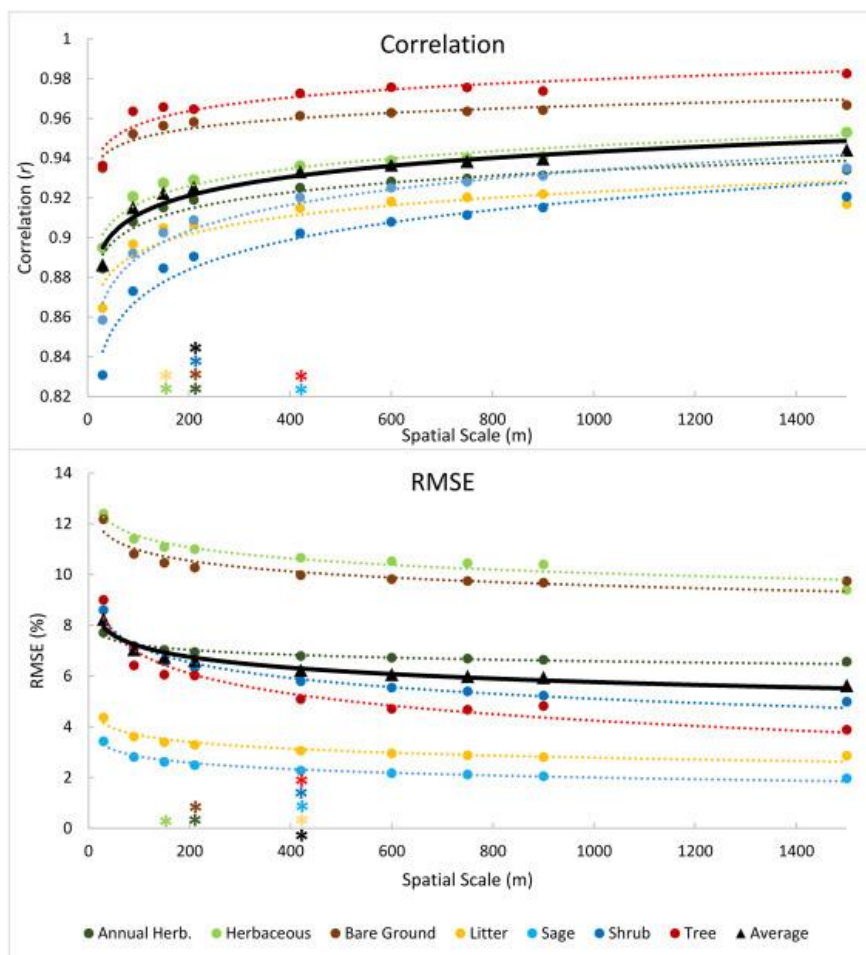 Correlation
1
0.98
0.96
0.94
0.92
0.9
0.88
0.86
0.84
0.82
Correlation (r)
* 
* 
* * *
* * *
0 200 400 600 800 1000 1200 1400
Spatial Scale (m)
RMSE
14
12
10
8
6
4
2
0
RMSE (%)
*
*
*
* *
* * *
0 200 400 600 800 1000 1200 1400
Spatial Scale (m)
Annual Herb. Herbaceous Bare Ground Litter Sage Shrub Tree Average